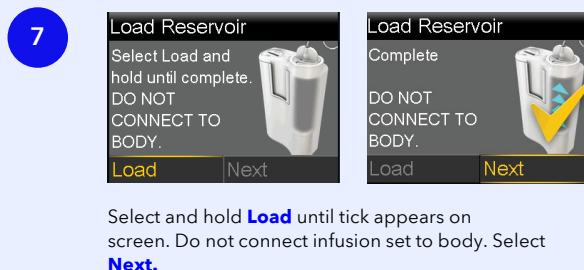 7
Load Reservoir
Select Load and
hold until complete.
DO NOT
CONNECT TO
BODY.
Load Next
Load Reservoir
Complete
DO NOT
CONNECT TO
BODY.
Load Next
Select and hold Load until tick appears on
screen. Do not connect infusion set to body. Select
Next.